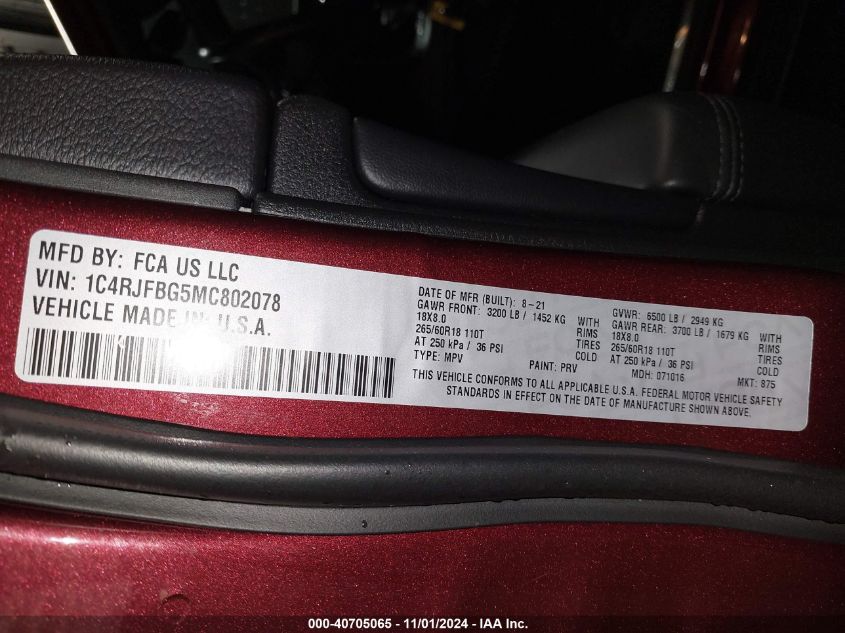 MFD BY: FCA US LLC
VIN: 1C4RJFBG5MC802078
VEHICLE MADE IN: U.S.A.
DATE OF MFR (BUILT): 8-21 GVWR: 6500 LB / 2949 KG
GAWR FRONT: 3200 LB / 1452 KG WITH GAWR REAR: 3700 LB / 1679 KG WITH
18X8.0 RIMS 18X8.0 RIMS
265/60R18 110T TIRES 265/60R18 110T TIRES
AT 250 kPa / 36 PSI COLD AT 250 kPa / 36 PSI COLD
TYPE: MPV PAINT: PRV MDH: 071016 MKT: 875
THIS VEHICLE CONFORMS TO ALL APPLICABLE U.S.A. FEDERAL MOTOR VEHICLE SAFETY
STANDARDS IN EFFECT ON THE DATE OF MANUFACTURE SHOWN ABOVE.
000-40705065 - 11/01/2024 - IAA Inc.